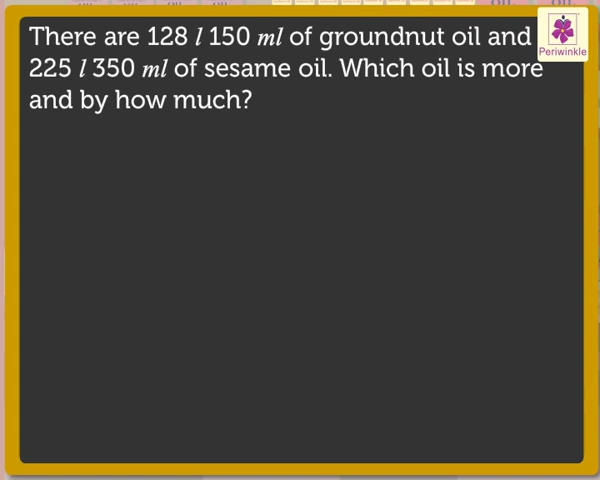 There are 128 l 150 ml of groundnut oil and
225 l 350 ml of sesame oil. Which oil is more
and by how much?
Periwinkle